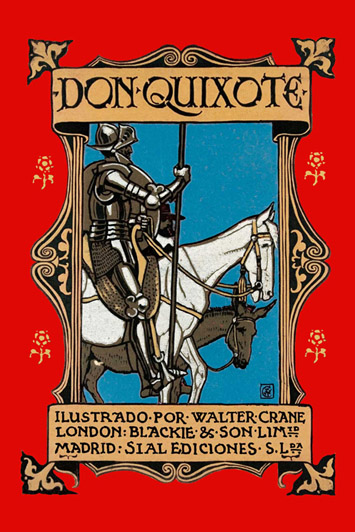 ·DON·QUIXOTE·
ILUSTRADO·POR·WALTER·CRANE
LONDON: BLACKIE·&·SON·LIMTD
MADRID: SIAL EDICIONES·S.LDA